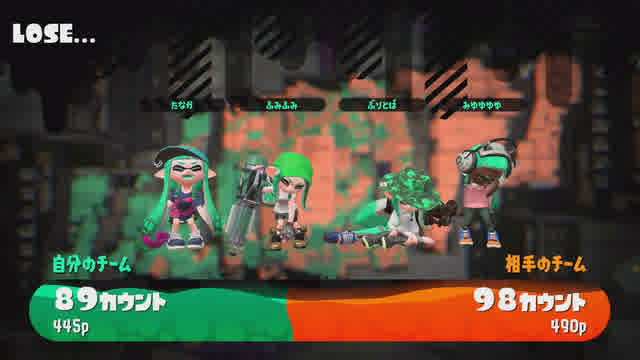 LOSE...
たなか
ふみふみ
ぷりとぱ
みゆゆゆゆ
自分のチーム
相手のチーム
89カウント
98カウント
445p
490p